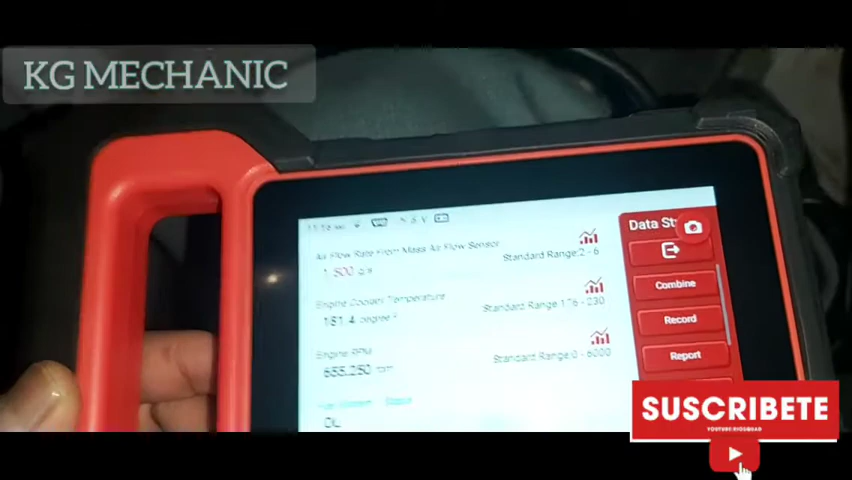 KG MECHANIC
Data St
Air Flow Rate From Mass Air Flow Sensor
Standard Range:2 - 6
1.800 g/s
Combine
Engine Coolant Temperature
Standard Range:176 - 230
181.4 degree F
Record
Engine RPM
Standard Range:0 - 6000
655.250 rpm
Report
OL
SUSCRIBETE